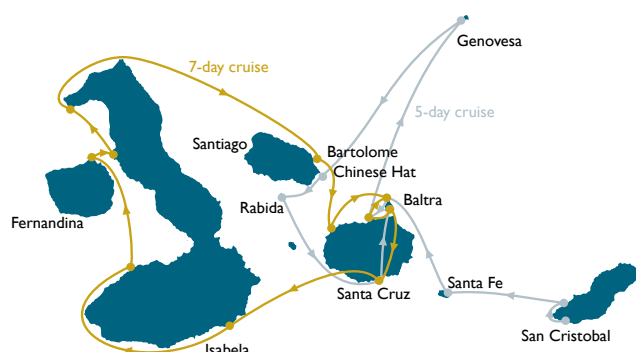 Genovesa
7-day cruise
5-day cruise
Santiago
Bartolome
Chinese Hat
Fernandina
Rabida
Baltra
Santa Cruz
Santa Fe
San Cristobal
Isabela